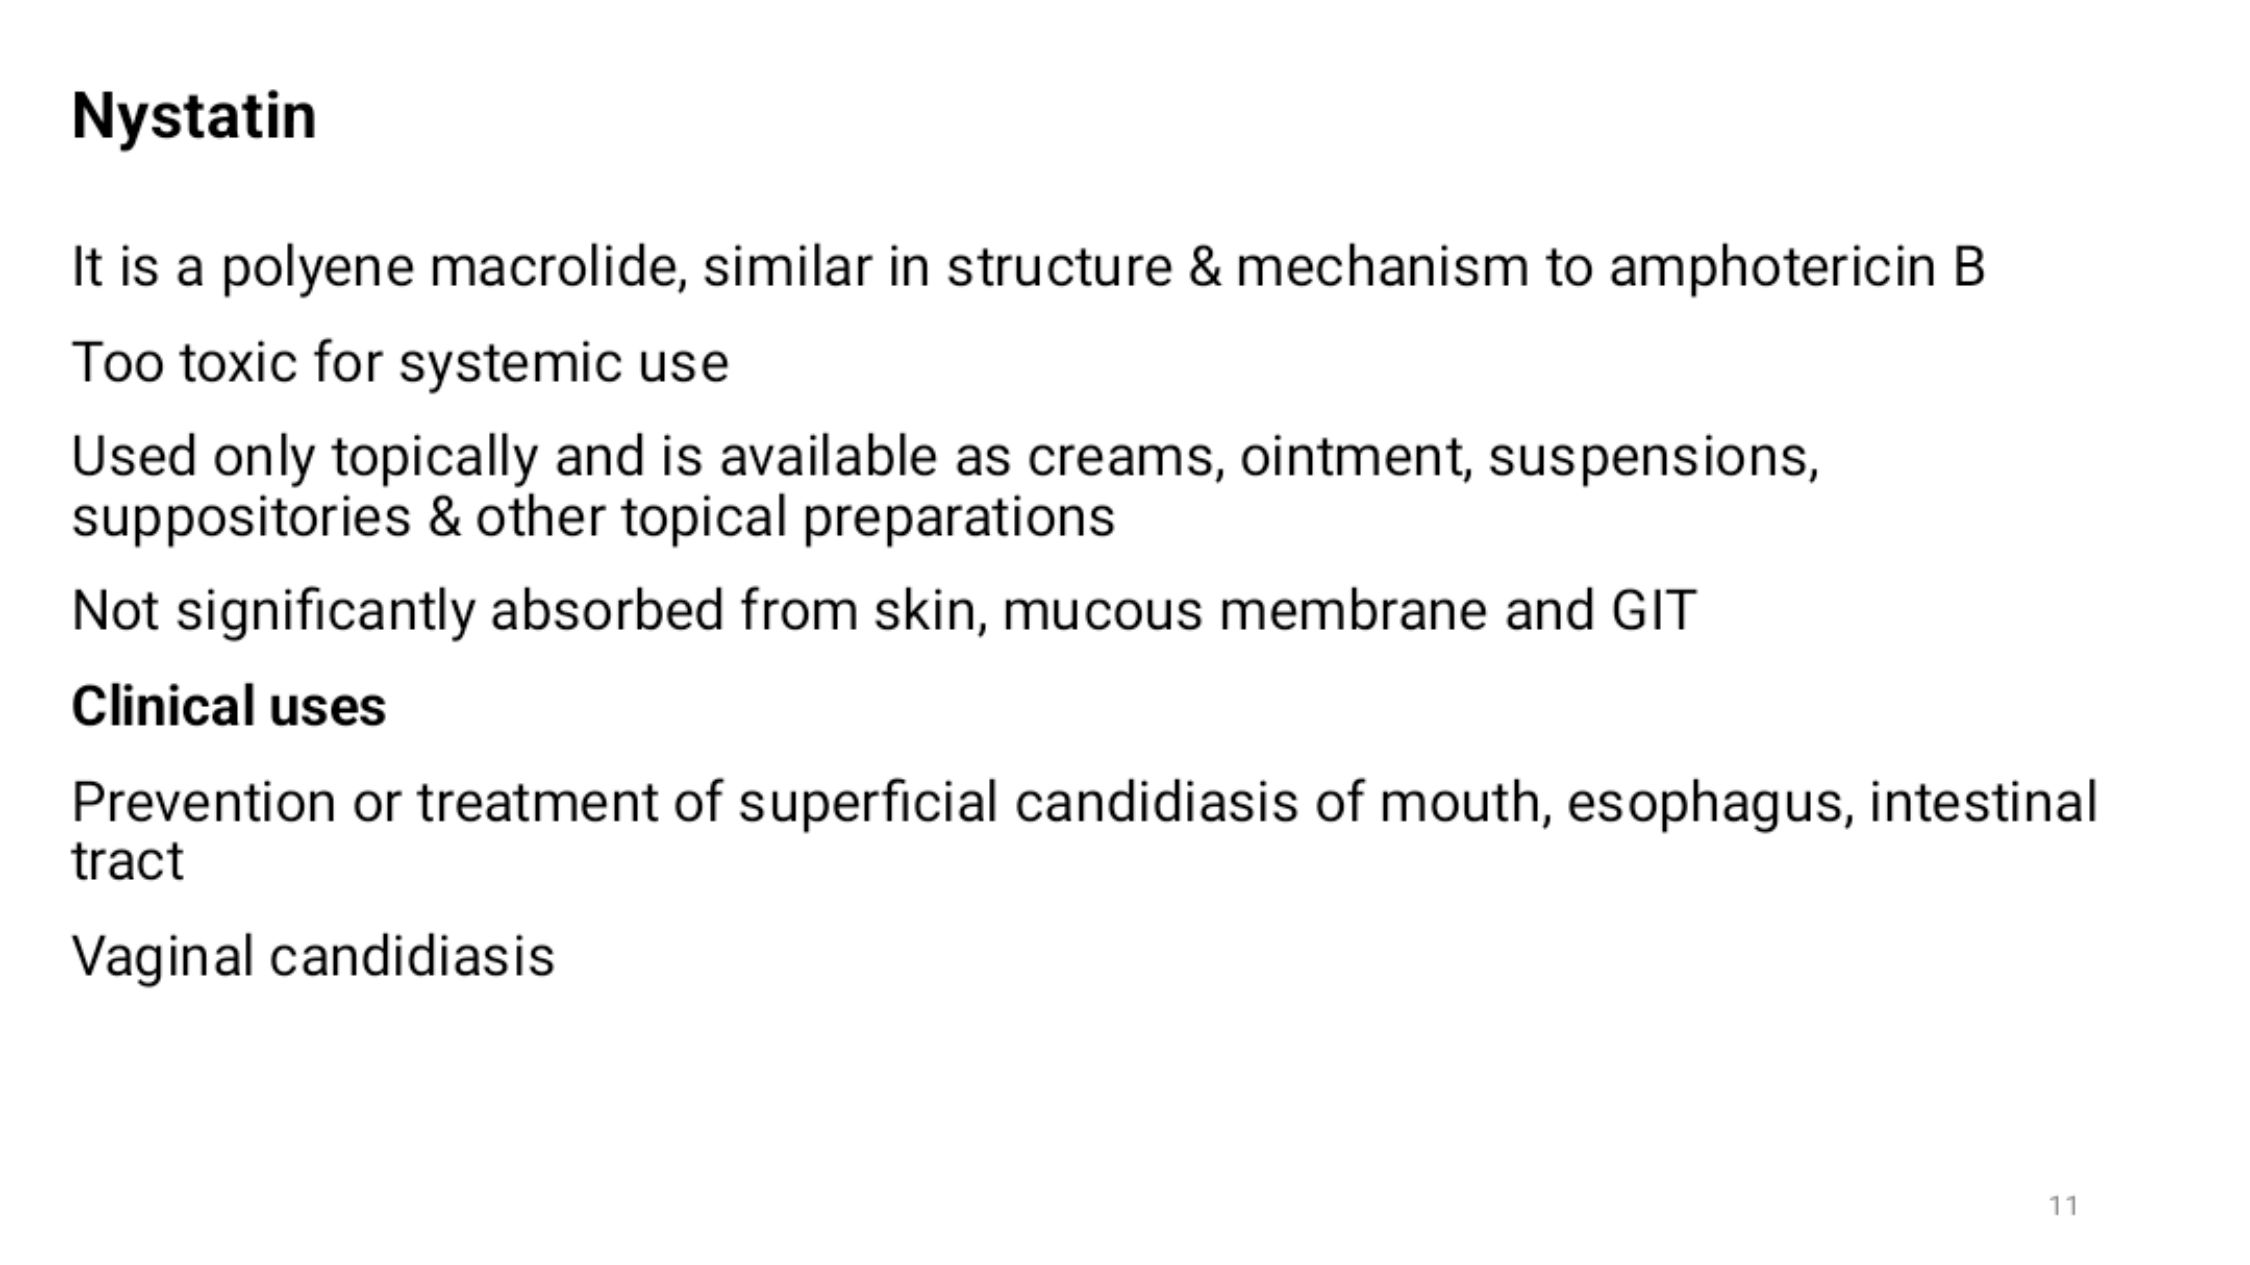 Nystatin
It is a polyene macrolide, similar in structure & mechanism to amphotericin B
Too toxic for systemic use
Used only topically and is available as creams, ointment, suspensions,
suppositories & other topical preparations
Not significantly absorbed from skin, mucous membrane and GIT
Clinical uses
Prevention or treatment of superficial candidiasis of mouth, esophagus, intestinal
tract
Vaginal candidiasis
11